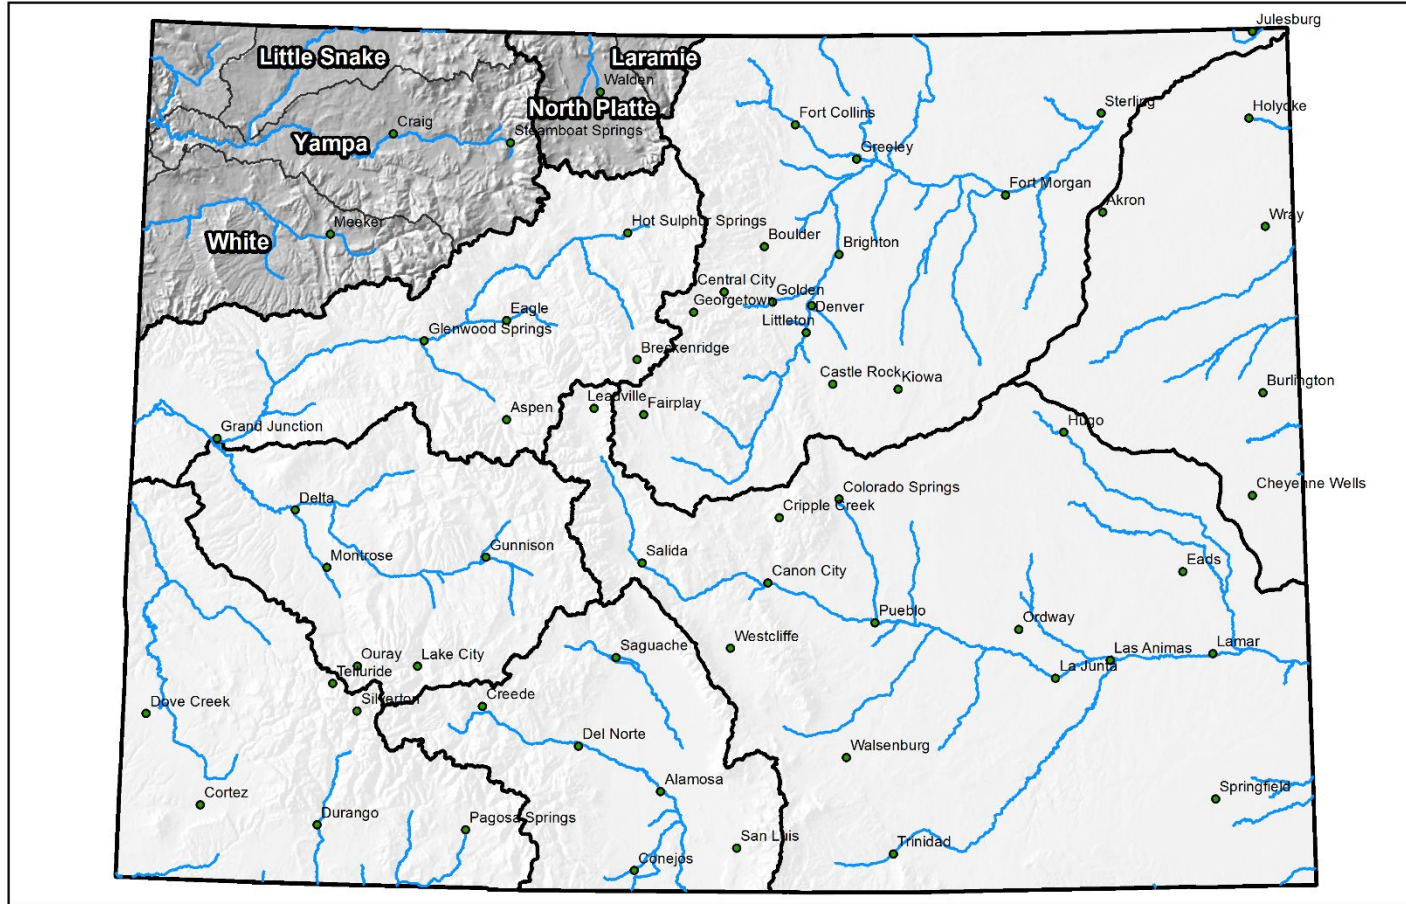 Julesburg
Little Snake
Laramie
Walden
North Platte
Sterling
Holyoke
Fort Collins
Craig
Steamboat Springs
Yampa
Greeley
Fort Morgan
Akron
Wray
Meeker
White
Hot Sulphur Springs
Boulder
Brighton
Central City
Golden
Georgetown
Denver
Eagle
Littleton
Glenwood Springs
Breckenridge
Castle Rock
Kiowa
Burlington
Leadville
Fairplay
Aspen
Hugo
Grand Junction
Cheyenne Wells
Colorado Springs
Delta
Cripple Creek
Gunnison
Salida
Montrose
Eads
Canon City
Pueblo
Ordway
Westcliffe
Saguache
Lamar
Las Animas
Ouray
Lake City
La Junta
Telluride
Creede
Silverton
Dove Creek
Del Norte
Walsenburg
Alamosa
Springfield
Cortez
Durango
Pagosa Springs
San Luis
Trinidad
Conejos